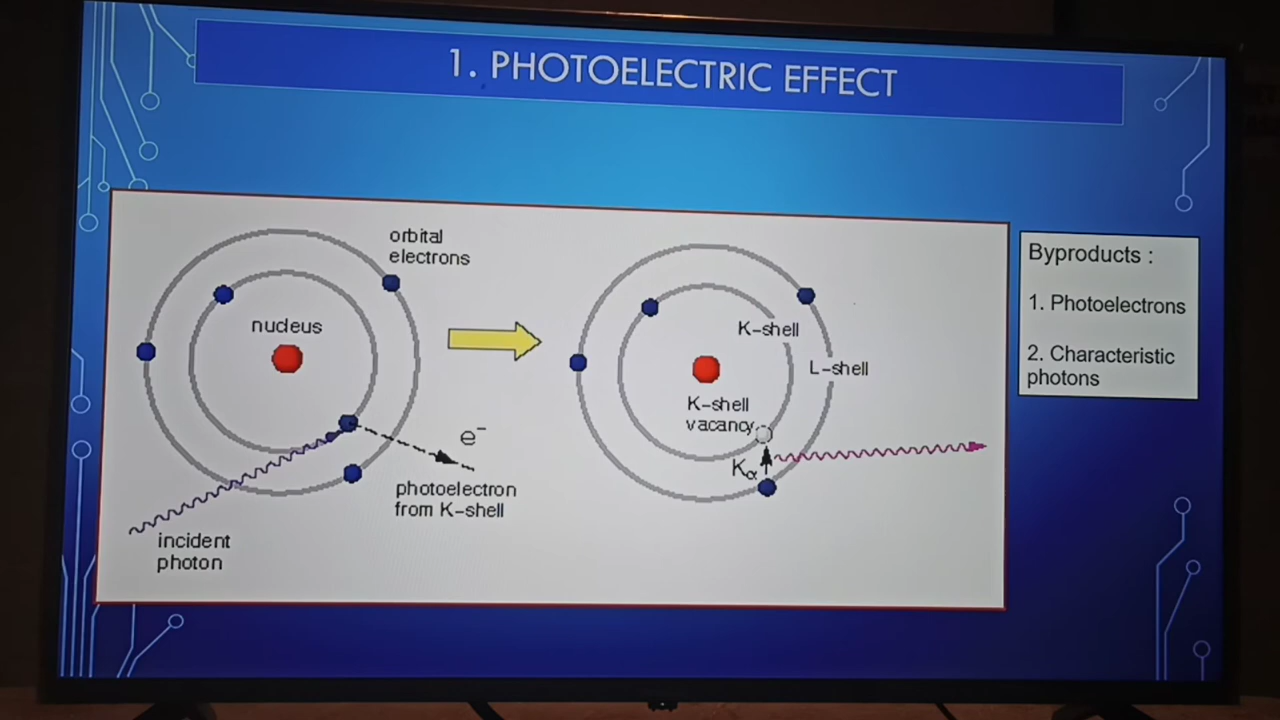 1. PHOTOELECTRIC EFFECT
orbital
electrons
nucleus
e⁻
photoelectron
from K-shell
incident
photon
K-shell
L-shell
K-shell
vacancy
Kα
Byproducts :
1. Photoelectrons
2. Characteristic
photons